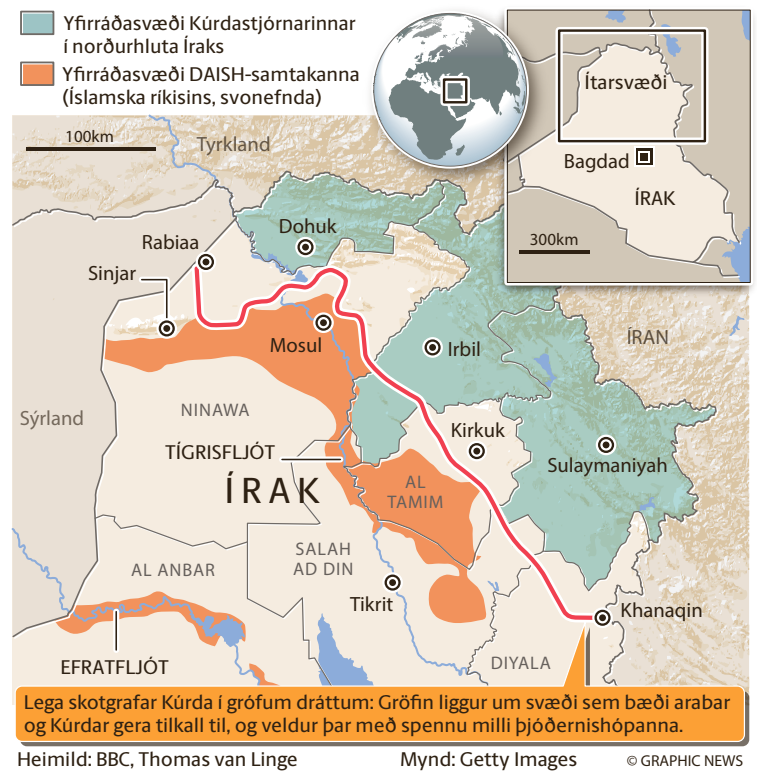 Yfirráðasvæði Kúrdastjórnarinnar
í norðurhluta Íraks
Yfirráðasvæði DAISH-samtakanna
(Íslamska ríkisins, svonefnda)
100km
Tyrkland
Ítarsvæði
Bagdad
ÍRAK
300km
Dohuk
Rabiaa
Sinjar
Mosul
Irbil
ÍRAN
Sýrland
NINAWA
Kirkuk
TÍGRISFLJÓT
Sulaymaniyah
ÍRAK
AL
TAMIM
SALAH
AD DIN
AL ANBAR
Tikrit
Khanaqin
EFRATFLJÓT
DIYALA
Lega skotgrafar Kúrda í grófum dráttum: Gröfin liggur um svæði sem bæði arabar
og Kúrdar gera tilkall til, og veldur þar með spennu milli þjóðernishópanna.
Heimild: BBC, Thomas van Linge
Mynd: Getty Images
© GRAPHIC NEWS